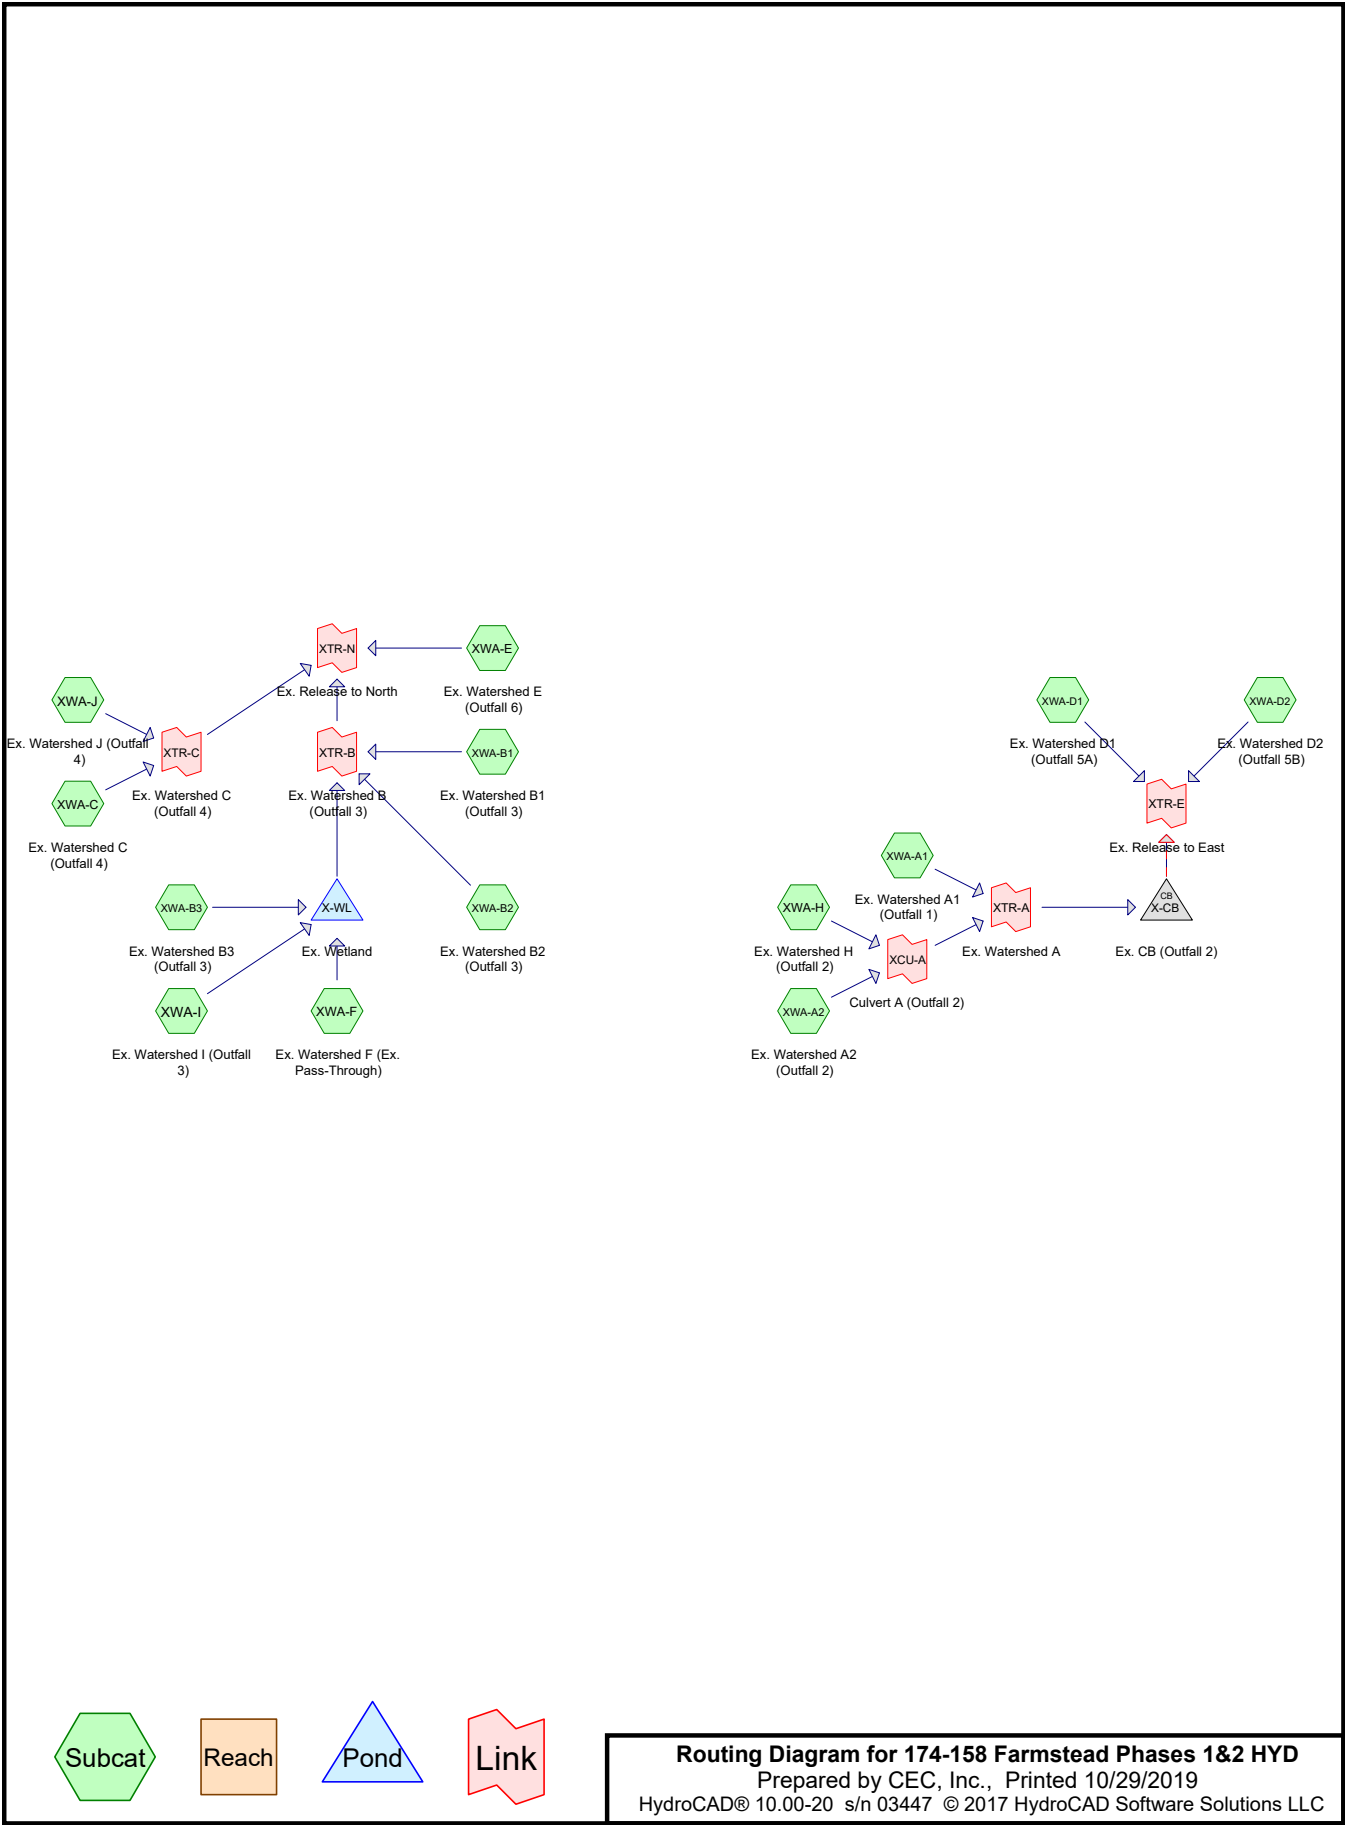 XTR-N
Ex. Release to North
XWA-E
Ex. Watershed E
(Outfall 6)
XWA-J
Ex. Watershed J (Outfall
4)
XTR-C
Ex. Watershed C
(Outfall 4)
XWA-C
Ex. Watershed C
(Outfall 4)
XTR-B
Ex. Watershed B
(Outfall 3)
XWA-B1
Ex. Watershed B1
(Outfall 3)
XWA-B3
Ex. Watershed B3
(Outfall 3)
X-WL
Ex. Wetland
XWA-B2
Ex. Watershed B2
(Outfall 3)
XWA-I
Ex. Watershed I (Outfall
3)
XWA-F
Ex. Watershed F (Ex.
Pass-Through)
XWA-D1
Ex. Watershed D1
(Outfall 5A)
XWA-D2
Ex. Watershed D2
(Outfall 5B)
XTR-E
Ex. Release to East
XWA-A1
Ex. Watershed A1
(Outfall 1)
XWA-H
Ex. Watershed H
(Outfall 2)
XTR-A
Ex. Watershed A
CB
X-CB
Ex. CB (Outfall 2)
XCU-A
Culvert A (Outfall 2)
XWA-A2
Ex. Watershed A2
(Outfall 2)
Subcat
Reach
Pond
Link
Routing Diagram for 174-158 Farmstead Phases 1&2 HYD
Prepared by CEC, Inc., Printed 10/29/2019
HydroCAD® 10.00-20 s/n 03447 © 2017 HydroCAD Software Solutions LLC